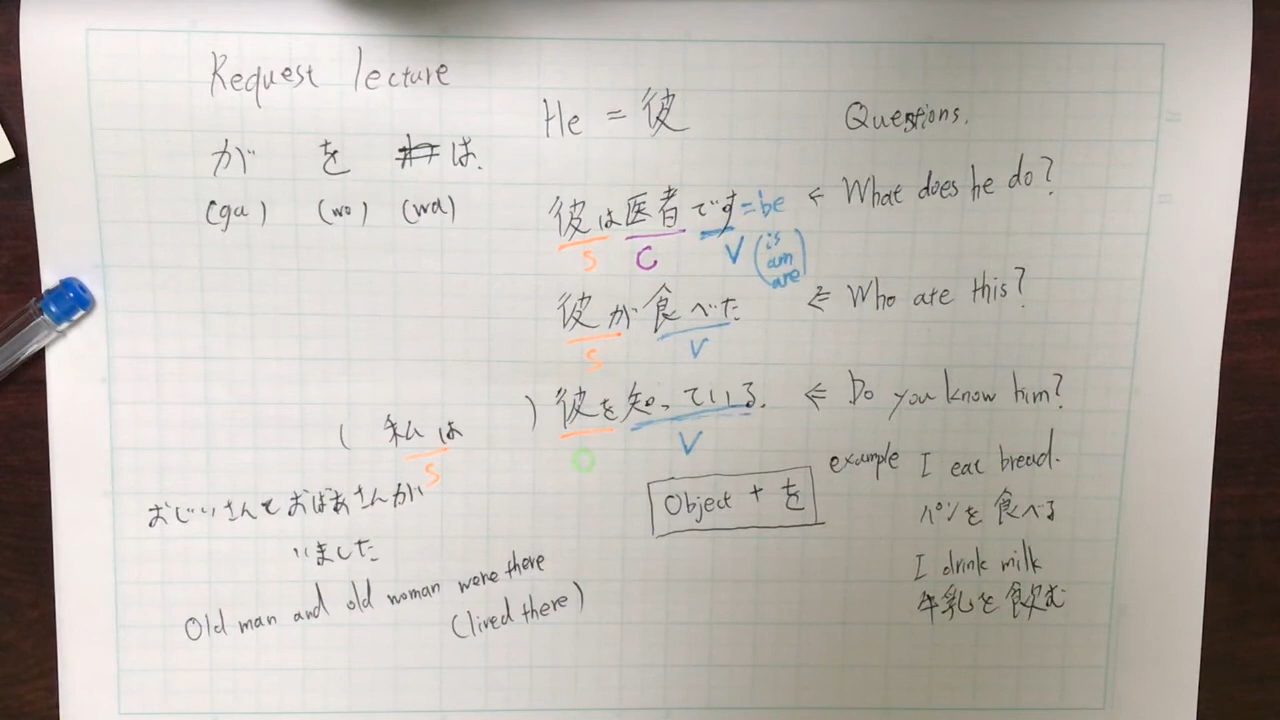 Request lecture
が を は.
(ga) (wo) (wa)
He = 彼
Questions.
彼は医者です=be ← What does he do?
S C V (is am are)
彼が食べた ⇐ Who ate this?
S V
( 私は ) 彼を知っている. ⇐ Do you know him?
S O V
Object + を
example I eat bread.
パンを食べる
I drink milk
牛乳を飲む
おじいさんとおばあさんが
いました
Old man and old woman were there
(lived there)